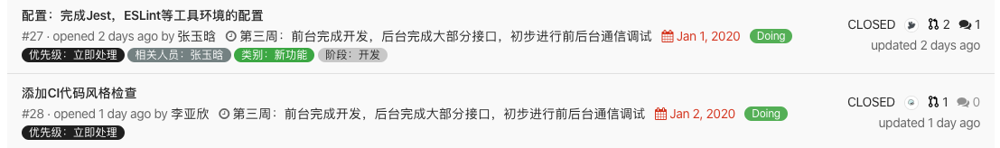 配置：完成Jest，ESLint等工具环境的配置
CLOSED 2 1
#27 · opened 2 days ago by 张玉晗 第三周：前台完成开发，后台完成大部分接口，初步进行前后台通信调试 Jan 1, 2020 Doing
updated 2 days ago
优先级：立即处理 相关人员：张玉晗 类别：新功能 阶段：开发
添加CI代码风格检查
CLOSED 1 0
#28 · opened 1 day ago by 李亚欣 第三周：前台完成开发，后台完成大部分接口，初步进行前后台通信调试 Jan 2, 2020 Doing
updated 1 day ago
优先级：立即处理